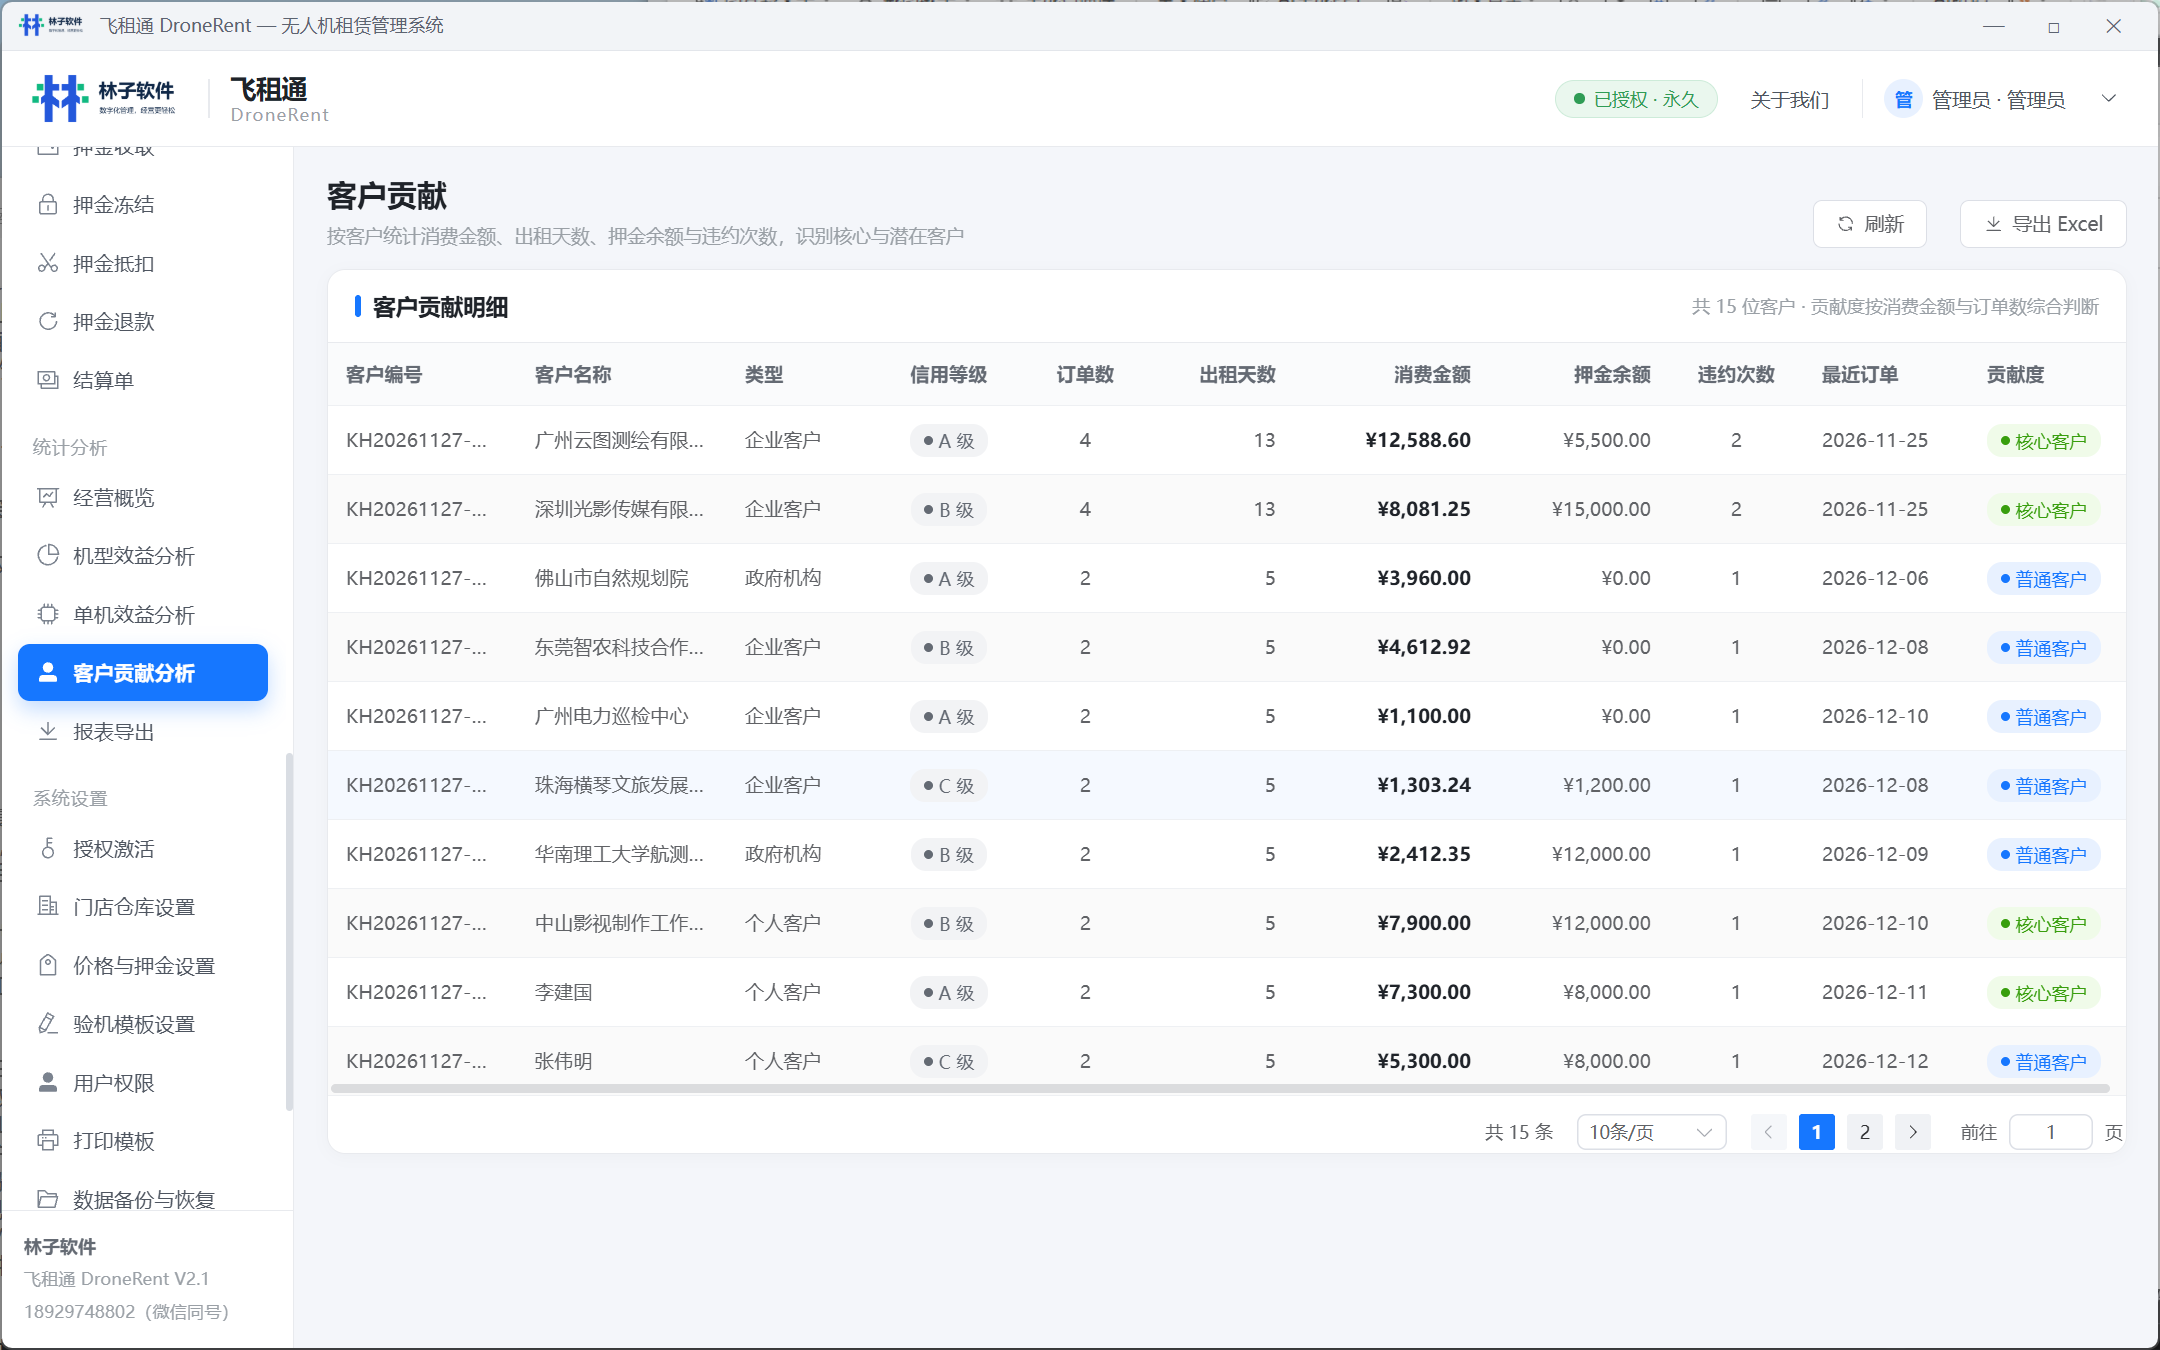 林子软件 飞租通 DroneRent — 无人机租赁管理系统
林子软件
数字化管理，经营更轻松
飞租通
DroneRent
已授权 · 永久
关于我们
管 管理员 · 管理员
押金收取
押金冻结
押金抵扣
押金退款
结算单
统计分析
经营概览
机型效益分析
单机效益分析
客户贡献分析
报表导出
系统设置
授权激活
门店仓库设置
价格与押金设置
验机模板设置
用户权限
打印模板
数据备份与恢复
林子软件
飞租通 DroneRent V2.1
18929748802（微信同号）
客户贡献
按客户统计消费金额、出租天数、押金余额与违约次数，识别核心与潜在客户
刷新
导出 Excel
客户贡献明细
共 15 位客户 · 贡献度按消费金额与订单数综合判断
客户编号 客户名称 类型 信用等级 订单数 出租天数 消费金额 押金余额 违约次数 最近订单 贡献度
KH20261127-... 广州云图测绘有限... 企业客户 A 级 4 13 ¥12,588.60 ¥5,500.00 2 2026-11-25 核心客户
KH20261127-... 深圳光影传媒有限... 企业客户 B 级 4 13 ¥8,081.25 ¥15,000.00 2 2026-11-25 核心客户
KH20261127-... 佛山市自然规划院 政府机构 A 级 2 5 ¥3,960.00 ¥0.00 1 2026-12-06 普通客户
KH20261127-... 东莞智农科技合作... 企业客户 B 级 2 5 ¥4,612.92 ¥0.00 1 2026-12-08 普通客户
KH20261127-... 广州电力巡检中心 企业客户 A 级 2 5 ¥1,100.00 ¥0.00 1 2026-12-10 普通客户
KH20261127-... 珠海横琴文旅发展... 企业客户 C 级 2 5 ¥1,303.24 ¥1,200.00 1 2026-12-08 普通客户
KH20261127-... 华南理工大学航测... 政府机构 B 级 2 5 ¥2,412.35 ¥12,000.00 1 2026-12-09 普通客户
KH20261127-... 中山影视制作工作... 个人客户 B 级 2 5 ¥7,900.00 ¥12,000.00 1 2026-12-10 核心客户
KH20261127-... 李建国 个人客户 A 级 2 5 ¥7,300.00 ¥8,000.00 1 2026-12-11 核心客户
KH20261127-... 张伟明 个人客户 C 级 2 5 ¥5,300.00 ¥8,000.00 1 2026-12-12 普通客户
共 15 条 10条/页 1 2 前往 1 页